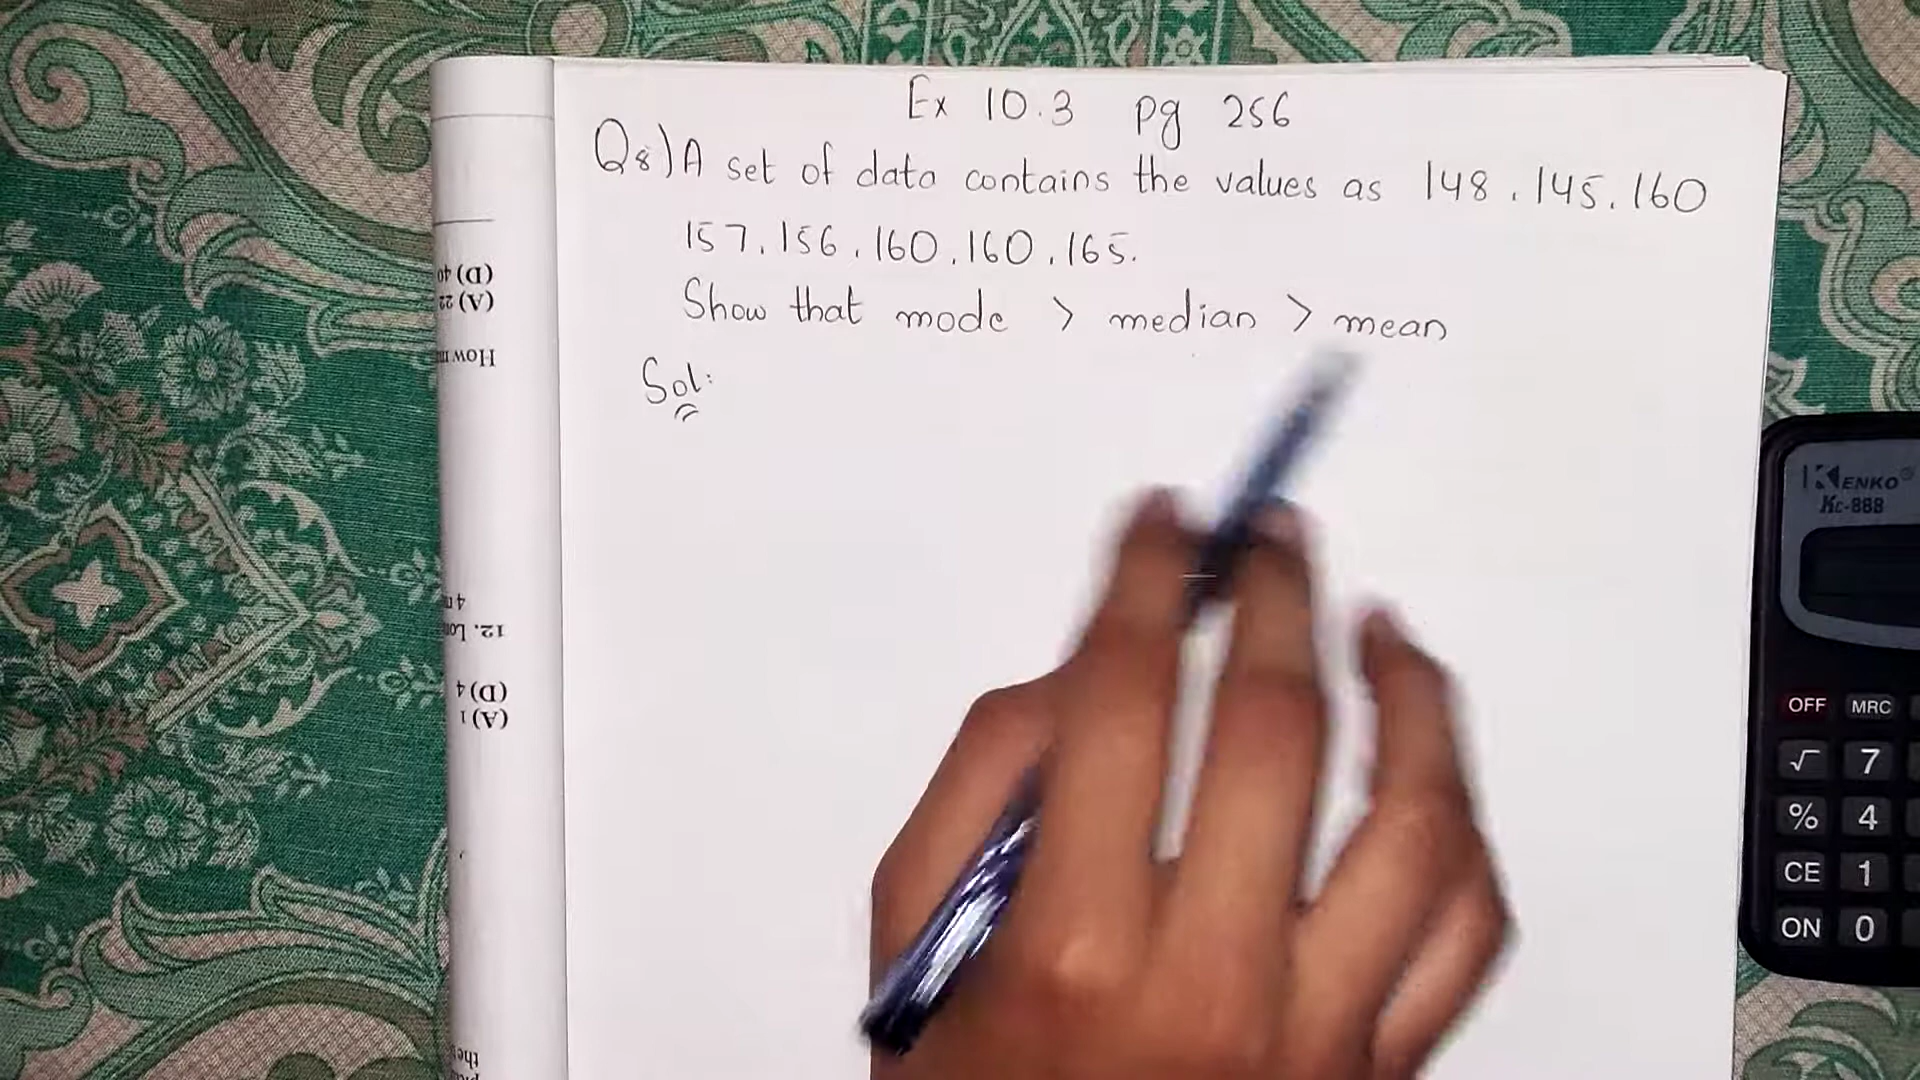 Ex 10.3 pg 256
Q8) A set of data contains the values as 148, 145, 160
157, 156, 160, 160, 165.
Show that mode > median > mean
Sol:
(D) 40
(A) 22
12.
(D) 4
(A) 1
KENKO
Kc-888
OFF MRC
√ 7
% 4
CE 1
ON 0